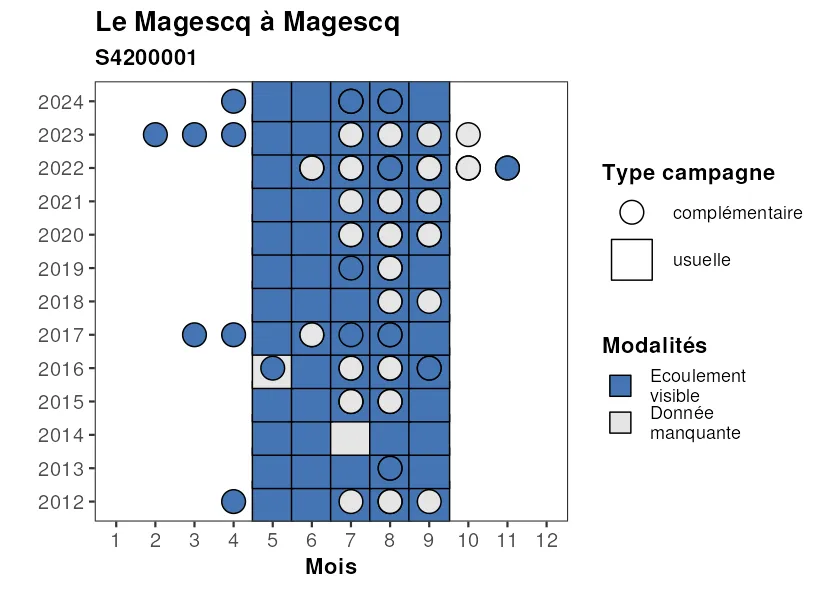 Le Magescq à Magescq
S4200001
2024
2023
2022
2021
2020
2019
2018
2017
2016
2015
2014
2013
2012
1 2 3 4 5 6 7 8 9 10 11 12
Mois
Type campagne
complémentaire
usuelle
Modalités
Ecoulement
visible
Donnée
manquante